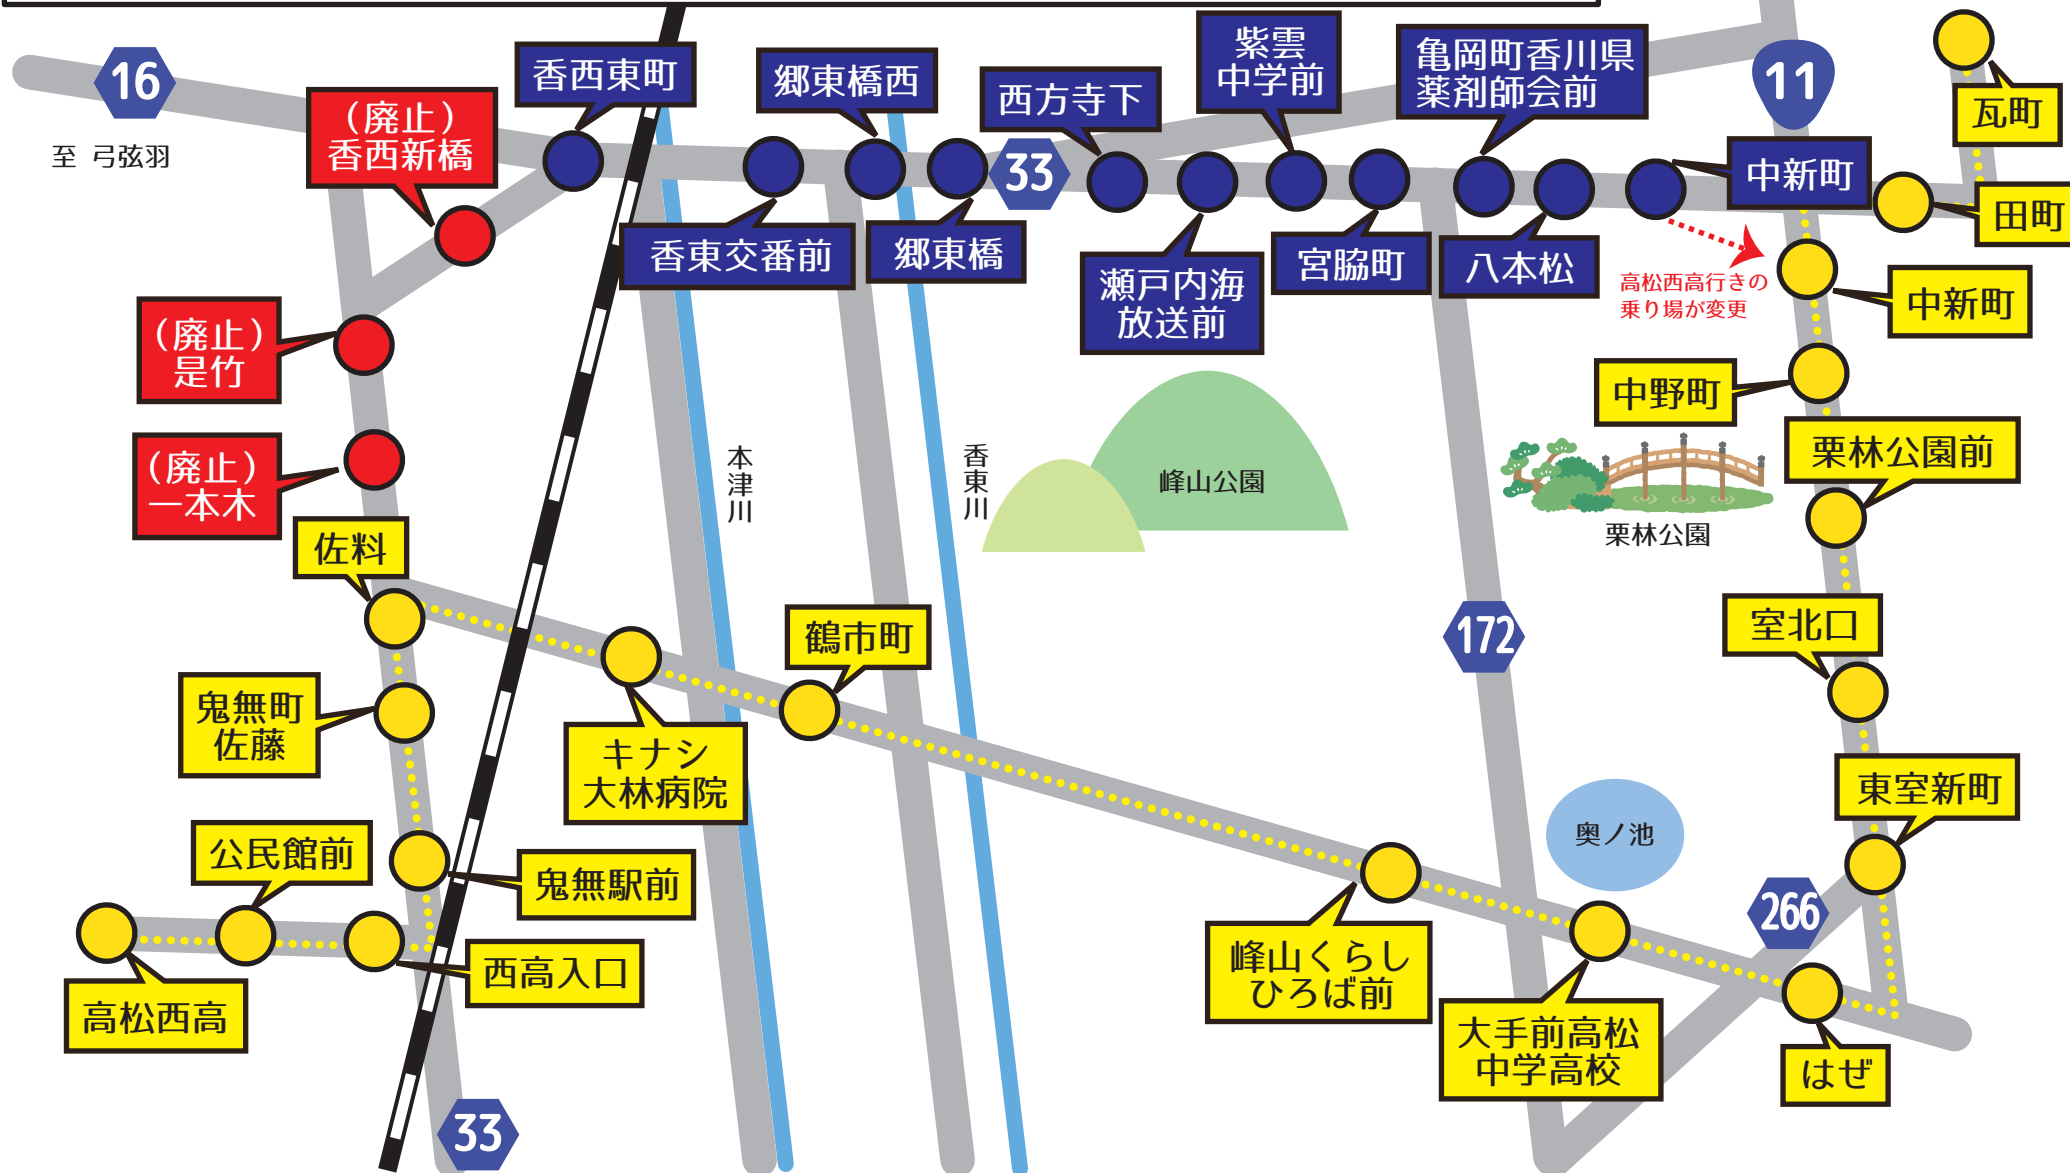 16
至 弓弦羽
(廃止)
香西新橋
香西東町
郷東橋西
西方寺下
紫雲
中学前
亀岡町香川県
薬剤師会前
11
瓦町
33
中新町
田町
香東交番前
郷東橋
瀬戸内海
放送前
宮脇町
八本松
高松西高行きの
乗り場が変更
中新町
(廃止)
是竹
中野町
(廃止)
一本木
本津川
香東川
峰山公園
栗林公園
栗林公園前
佐料
鶴市町
172
室北口
鬼無町
佐藤
キナシ
大林病院
東室新町
公民館前
鬼無駅前
奥ノ池
266
高松西高
西高入口
峰山くらし
ひろば前
大手前高松
中学高校
はぜ
33